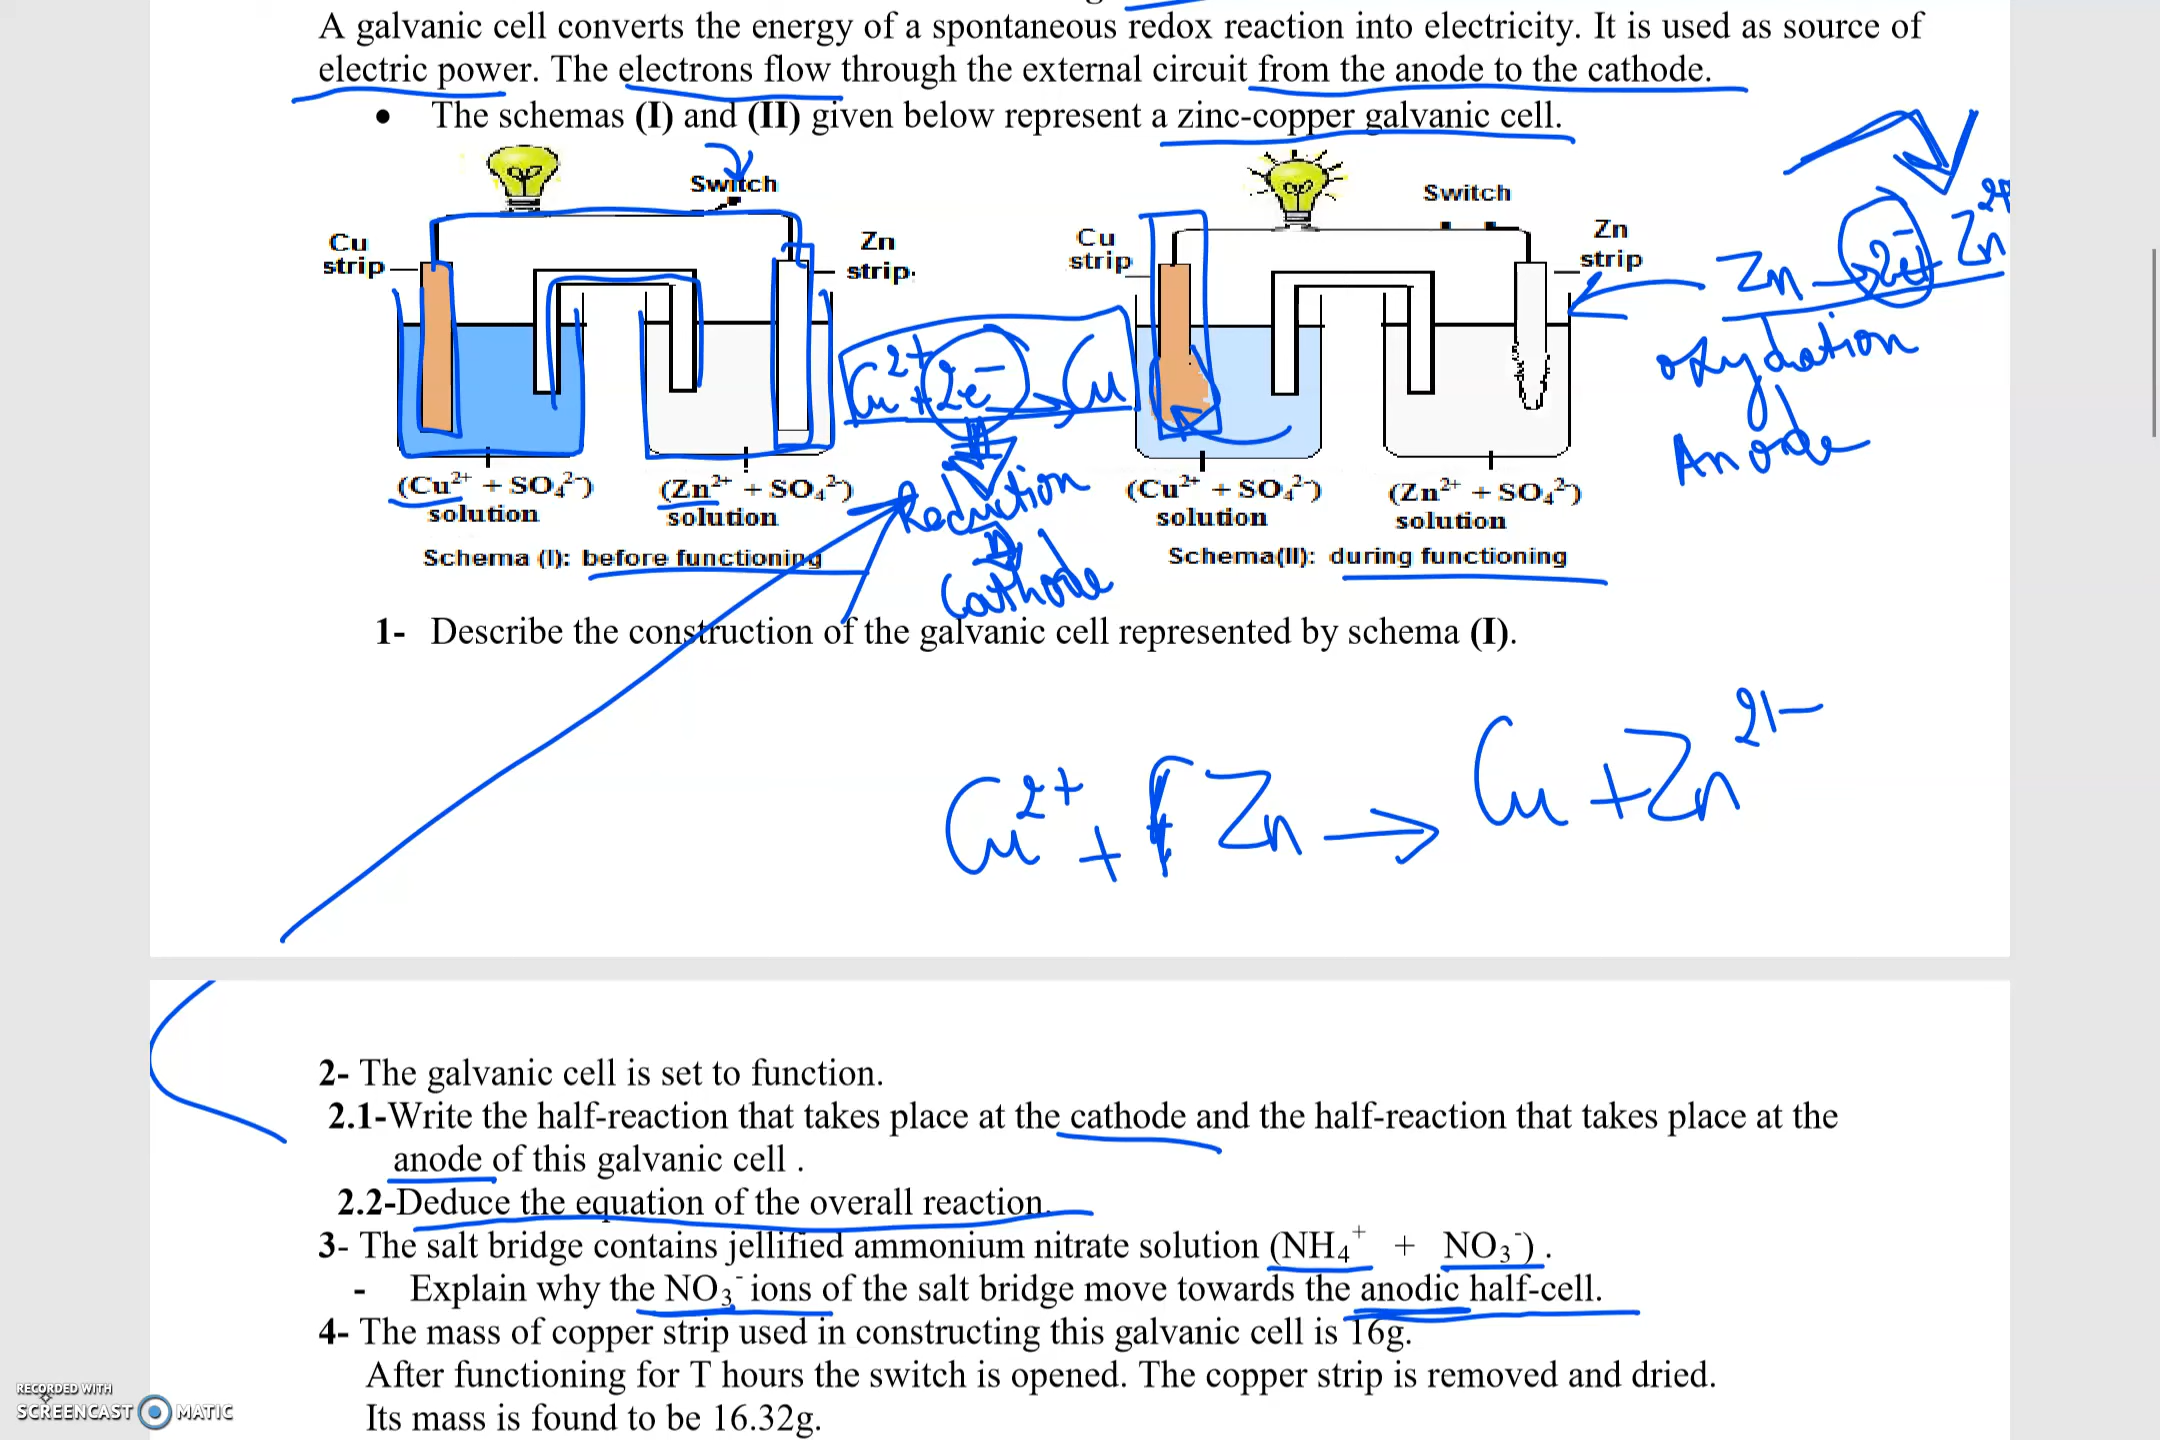 A galvanic cell converts the energy of a spontaneous redox reaction into electricity. It is used as source of
electric power. The electrons flow through the external circuit from the anode to the cathode.
• The schemas (I) and (II) given below represent a zinc-copper galvanic cell.
Switch
Cu
strip
Zn
strip.
Cu²⁺ + 2e⁻ → Cu
Reduction
Cathode
(Cu²⁺ + SO₄²⁻)
solution
(Zn²⁺ + SO₄²⁻)
solution
Schema (I): before functioning
Switch
Cu
strip
Zn
strip
Zn
Zn²⁺
oxydation
Anode
(Cu²⁺ + SO₄²⁻)
solution
(Zn²⁺ + SO₄²⁻)
solution
Schema(II): during functioning
1- Describe the construction of the galvanic cell represented by schema (I).
Cu²⁺ + Zn → Cu + Zn²⁺
2- The galvanic cell is set to function.
2.1-Write the half-reaction that takes place at the cathode and the half-reaction that takes place at the
anode of this galvanic cell .
2.2-Deduce the equation of the overall reaction.
3- The salt bridge contains jellified ammonium nitrate solution (NH₄⁺ + NO₃⁻) .
- Explain why the NO₃⁻ ions of the salt bridge move towards the anodic half-cell.
4- The mass of copper strip used in constructing this galvanic cell is 16g.
After functioning for T hours the switch is opened. The copper strip is removed and dried.
Its mass is found to be 16.32g.
RECORDED WITH
SCREENCAST MATIC